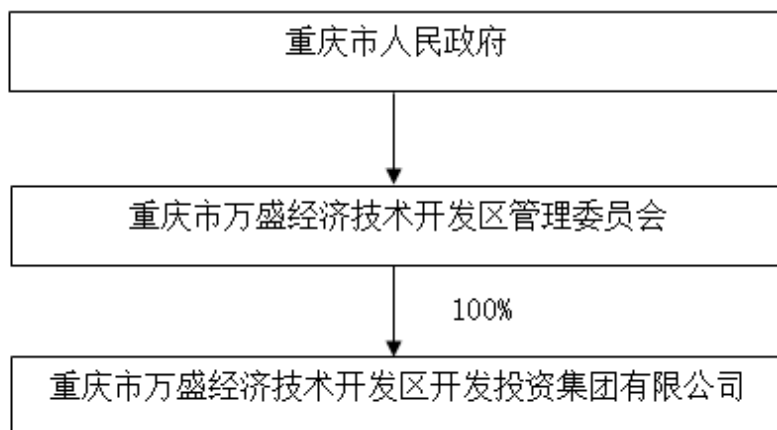 重庆市人民政府
重庆市万盛经济技术开发区管理委员会
100%
重庆市万盛经济技术开发区开发投资集团有限公司